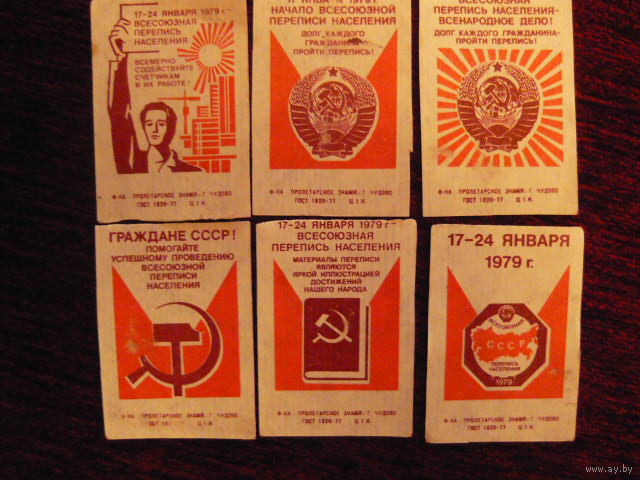 17-24 ЯНВАРЯ 1979 г.-
ВСЕСОЮЗНАЯ
ПЕРЕПИСЬ
НАСЕЛЕНИЯ
ВСЕМЕРНО
СОДЕЙСТВУЙТЕ
СЧЕТЧИКАМ
В ИХ РАБОТЕ!
Ф-КА ПРОЛЕТАРСКОЕ ЗНАМЯ, Г. ЧУДОВО
ГОСТ 1820-77 Ц.1 К.
17 ЯНВАРЯ 1979 г.
НАЧАЛО ВСЕСОЮЗНОЙ
ПЕРЕПИСИ НАСЕЛЕНИЯ
ДОЛГ КАЖДОГО
ГРАЖДАНИНА-
ПРОЙТИ ПЕРЕПИСЬ!
Ф-КА ПРОЛЕТАРСКОЕ ЗНАМЯ, Г. ЧУДОВО
ГОСТ 1820-77 Ц.1 К.
ВСЕСОЮЗНАЯ
ПЕРЕПИСЬ НАСЕЛЕНИЯ-
ВСЕНАРОДНОЕ ДЕЛО!
ДОЛГ КАЖДОГО ГРАЖДАНИНА-
ПРОЙТИ ПЕРЕПИСЬ!
Ф-КА ПРОЛЕТАРСКОЕ ЗНАМЯ, Г. ЧУДОВО
ГОСТ 1820-77 Ц.1 К.
ГРАЖДАНЕ СССР!
ПОМОГАЙТЕ
УСПЕШНОМУ ПРОВЕДЕНИЮ
ВСЕСОЮЗНОЙ
ПЕРЕПИСИ
НАСЕЛЕНИЯ
Ф-КА ПРОЛЕТАРСКОЕ ЗНАМЯ, Г. ЧУДОВО
ГОСТ Ц.1 К.
17-24 ЯНВАРЯ 1979 г.-
ВСЕСОЮЗНАЯ
ПЕРЕПИСЬ НАСЕЛЕНИЯ
МАТЕРИАЛЫ ПЕРЕПИСИ
ЯВЛЯЮТСЯ
ЯРКОЙ ИЛЛЮСТРАЦИЕЙ
ДОСТИЖЕНИЙ
НАШЕГО НАРОДА
Ф-КА ПРОЛЕТАРСКОЕ ЗНАМЯ, Г. ЧУДОВО
ГОСТ 1820-77 Ц.1 К.
17-24 ЯНВАРЯ
1979 г.
ВСЕСОЮЗНАЯ
СССР
ПЕРЕПИСЬ
НАСЕЛЕНИЯ
1979
Ф-КА ПРОЛЕТАРСКОЕ ЗНАМЯ, Г. ЧУДОВО
ГОСТ 1820-77 Ц.1 К.
www.ay.by